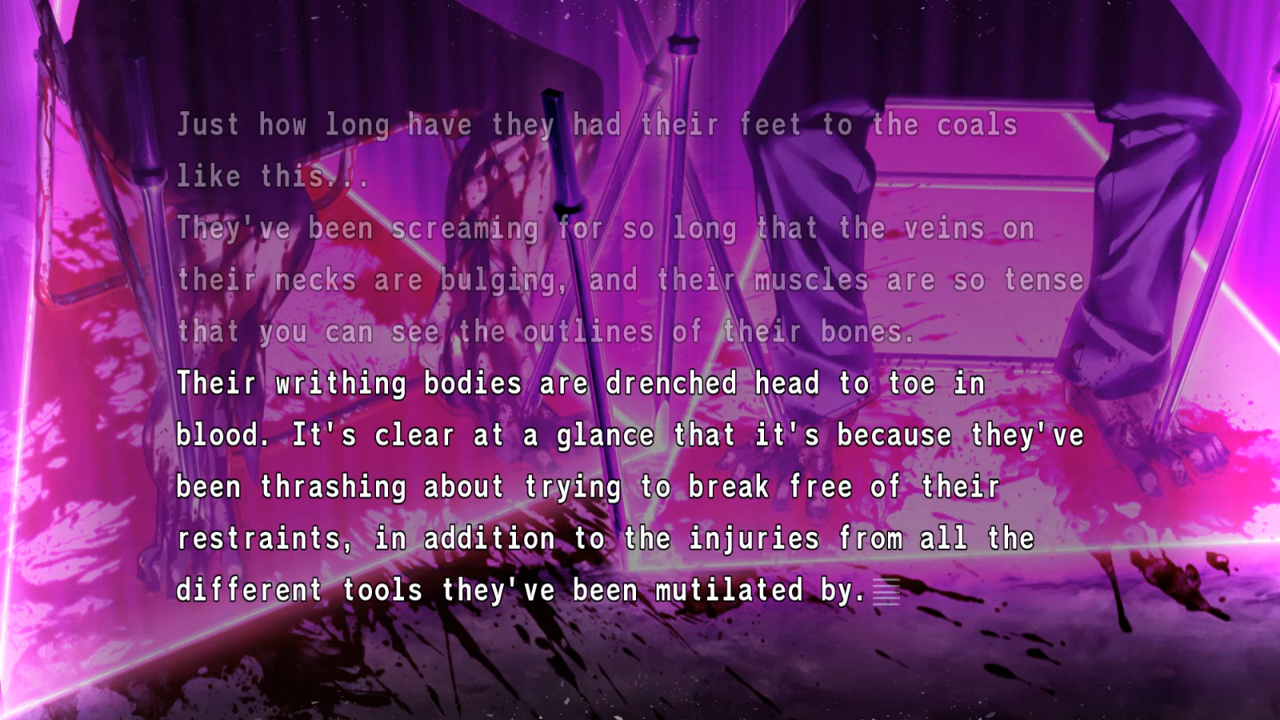 Just how long have they had their feet to the coals
like this...
They've been screaming for so long that the veins on
their necks are bulging, and their muscles are so tense
that you can see the outlines of their bones.
Their writhing bodies are drenched head to toe in
blood. It's clear at a glance that it's because they've
been thrashing about trying to break free of their
restraints, in addition to the injuries from all the
different tools they've been mutilated by.